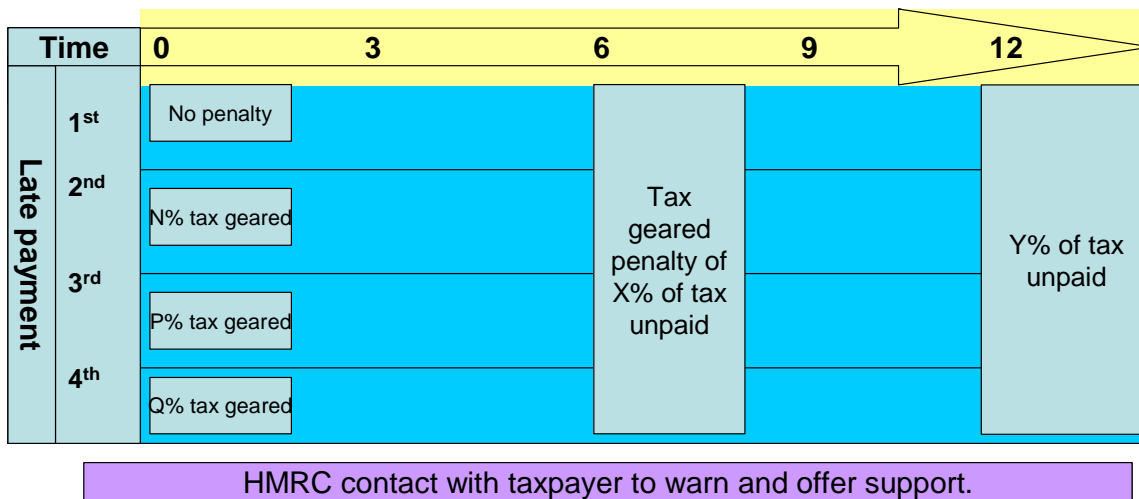 Time 0 3 6 9 12
Late payment
1st
No penalty
2nd
N% tax geared
3rd
P% tax geared
4th
Q% tax geared
Tax
geared
penalty of
X% of tax
unpaid
Y% of tax
unpaid
HMRC contact with taxpayer to warn and offer support.